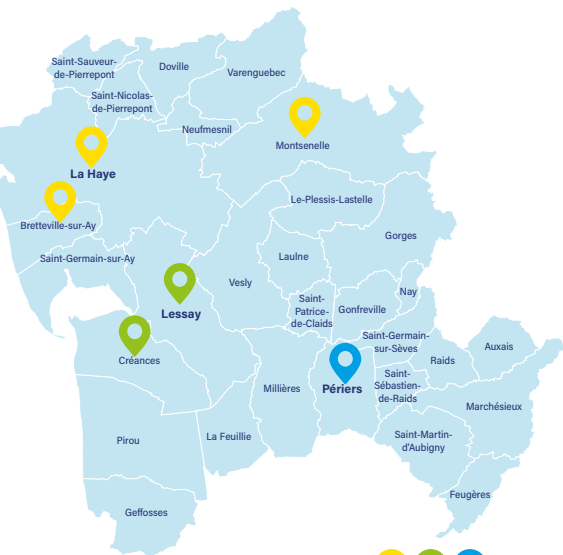 Saint-Sauveur-
de-Pierrepont
Doville
Varenguebec
Saint-Nicolas-
de-Pierrepont
Neufmesnil
Montsenelle
La Haye
Le-Plessis-Lastelle
Bretteville-sur-Ay
Gorges
Saint-Germain-sur-Ay
Laulne
Vesly
Nay
Saint-
Patrice-
de-Claids
Gonfreville
Lessay
Saint-Germain-
sur-Sèves
Auxais
Créances
Raids
Saint-
Sébastien-
de-Raids
Millières
Périers
Marchésieux
La Feuillie
Pirou
Saint-Martin-
d'Aubigny
Feugères
Geffosses